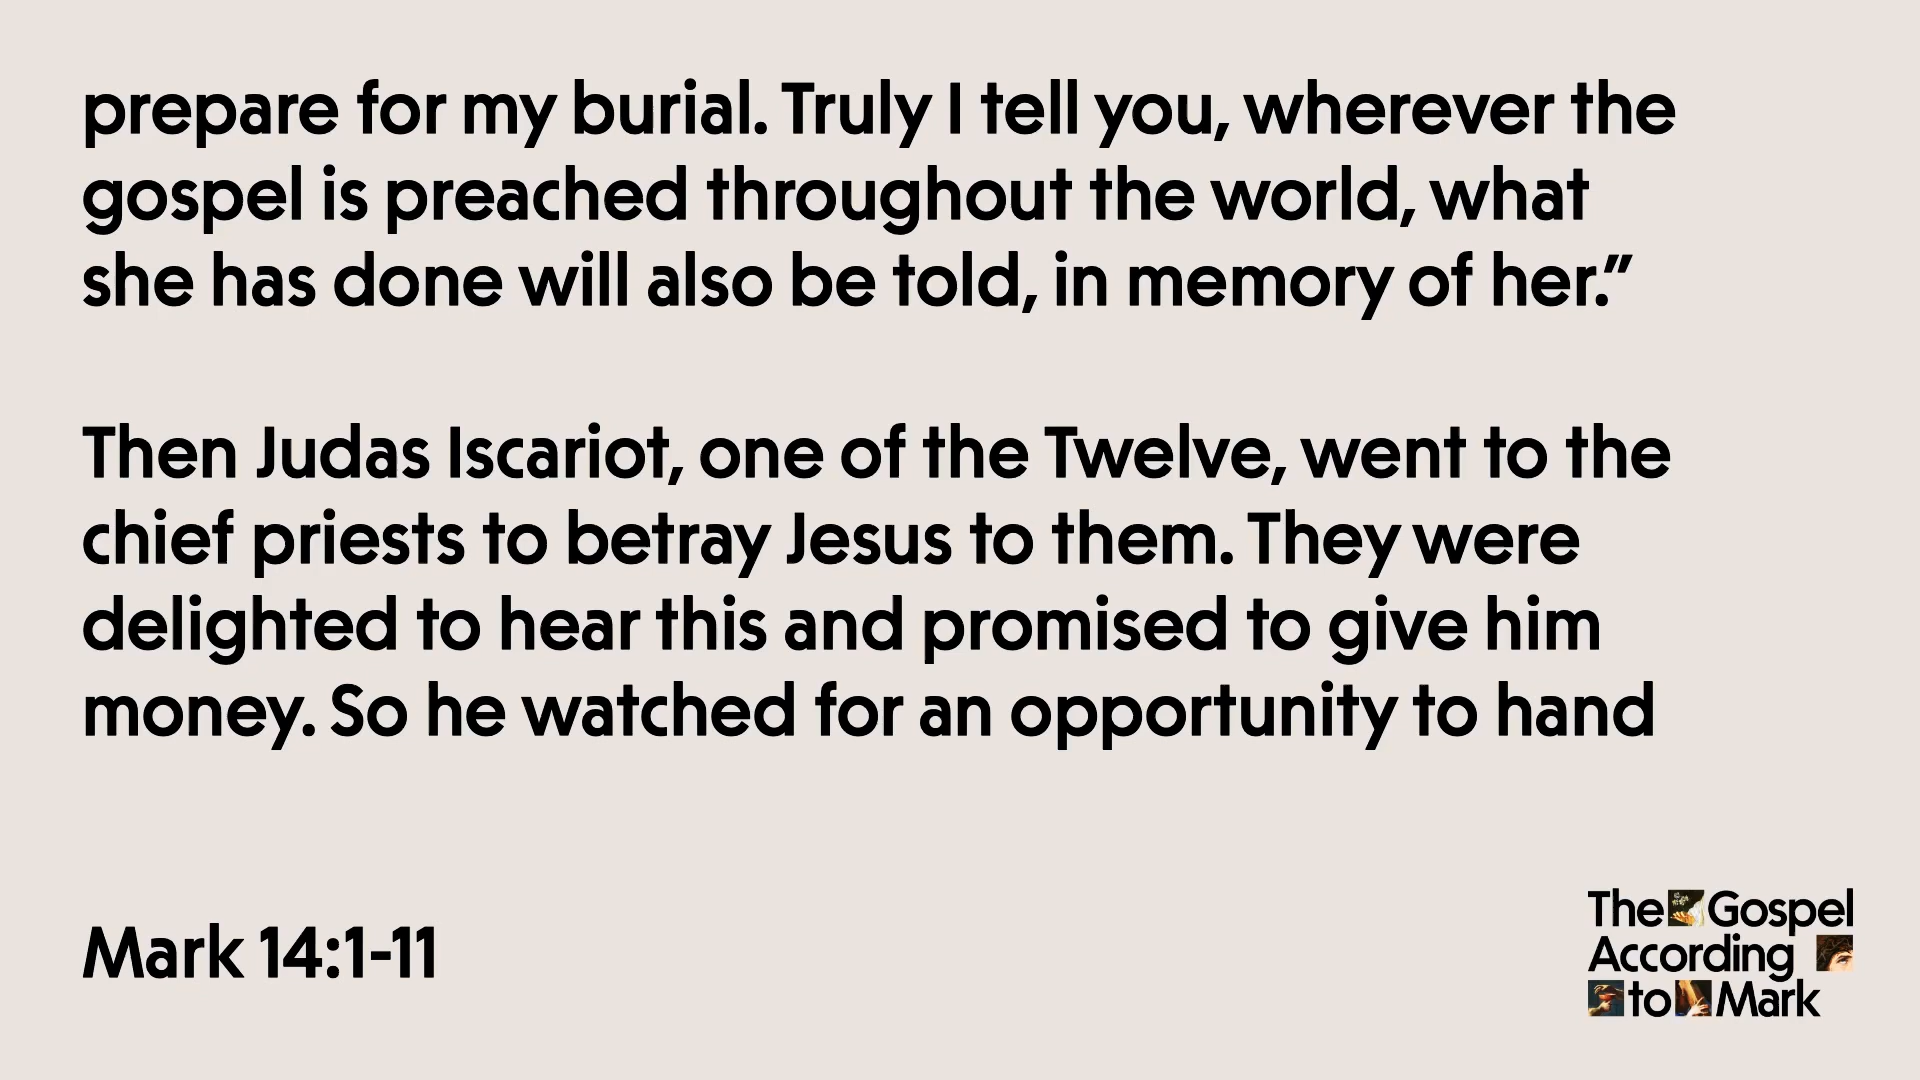 prepare for my burial. Truly I tell you, wherever the
gospel is preached throughout the world, what
she has done will also be told, in memory of her.”
Then Judas Iscariot, one of the Twelve, went to the
chief priests to betray Jesus to them. They were
delighted to hear this and promised to give him
money. So he watched for an opportunity to hand
Mark 14:1-11
The Gospel
According
to Mark